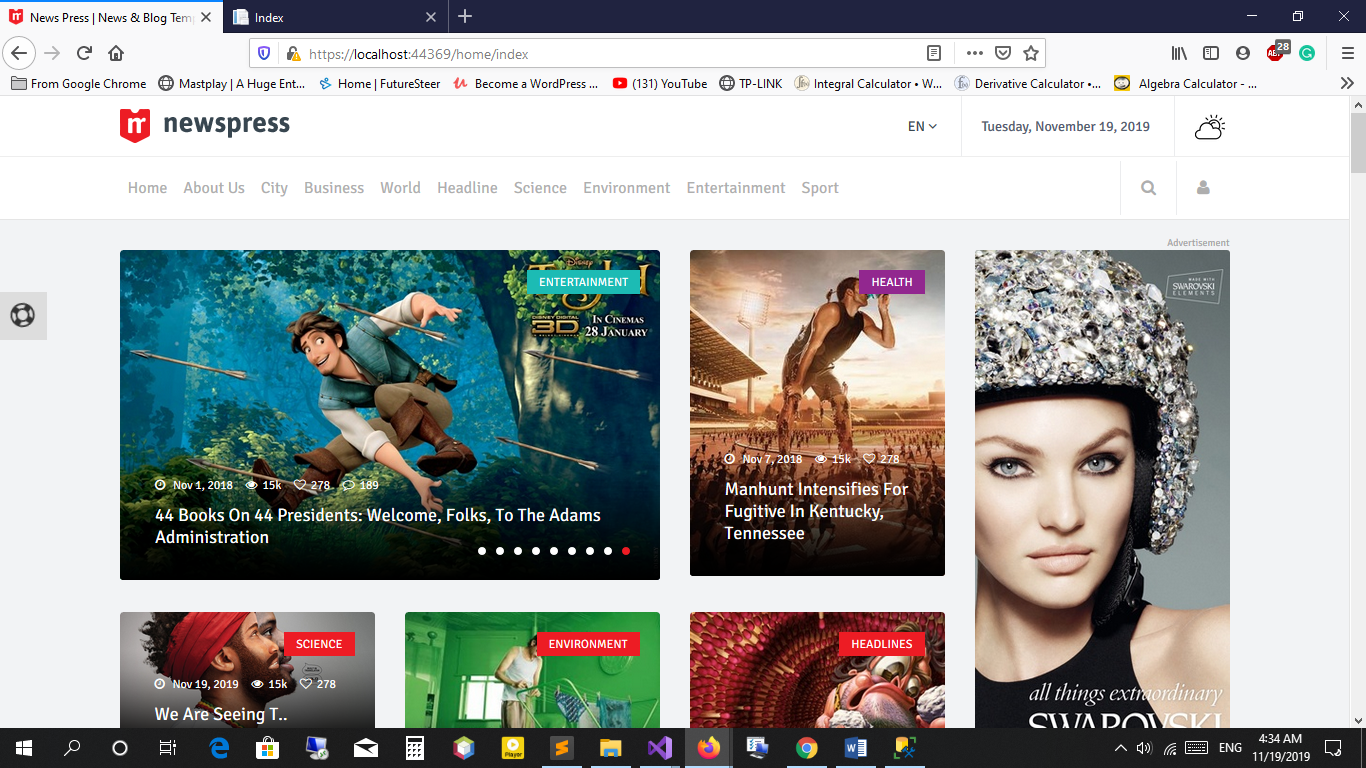 News Press | News & Blog Tem
Index
https://localhost:44369/home/index
28
ABP
From Google Chrome
Mastplay | A Huge Ent...
Home | FutureSteer
Become a WordPress ...
(131) YouTube
TP-LINK
Integral Calculator • W...
Derivative Calculator •...
Algebra Calculator - ...
newspress
EN
Tuesday, November 19, 2019
Home About Us City Business World Headline Science Environment Entertainment Sport
Advertisement
ENTERTAINMENT
Disney
IN CINEMAS
DISNEY DIGITAL
3D
28 JANUARY
Nov 1, 2018 15k 278 189
44 Books On 44 Presidents: Welcome, Folks, To The Adams
Administration
HEALTH
Nov 7, 2018 15k 278
Manhunt Intensifies For
Fugitive In Kentucky,
Tennessee
MADE WITH
SWAROVSKI
ELEMENTS
all things extraordinary
SWAROVSKI
SCIENCE
Nov 19, 2019 15k 278
We Are Seeing T..
ENVIRONMENT
HEADLINES
Player
ENG
4:34 AM
11/19/2019